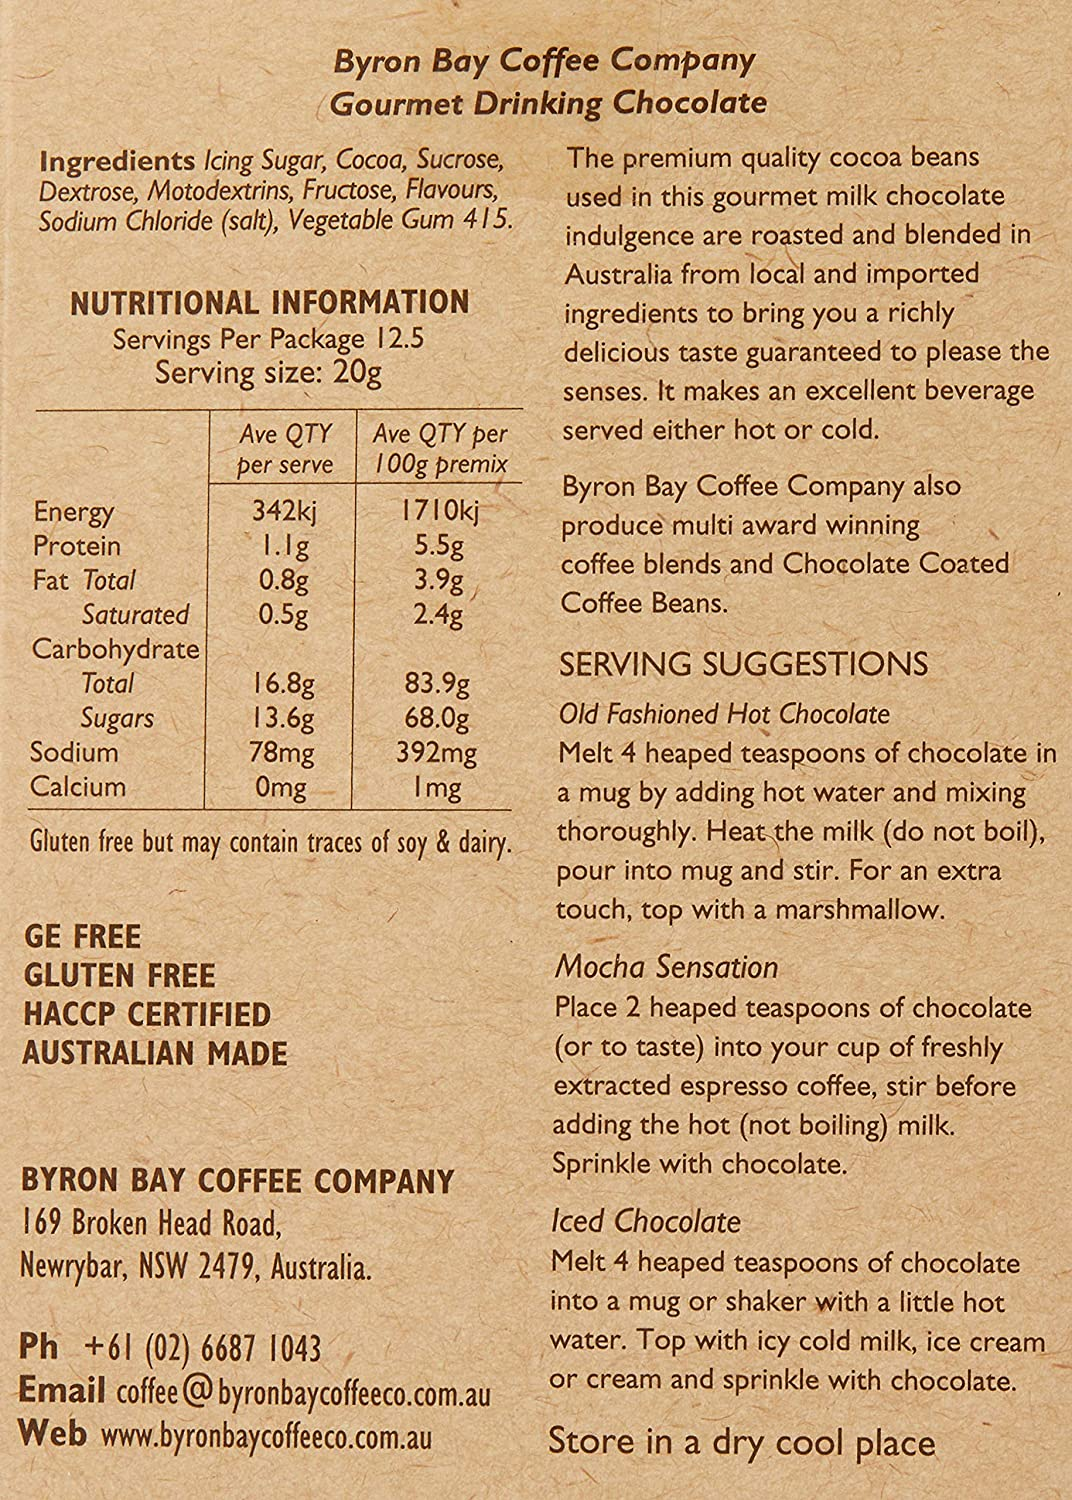 Byron Bay Coffee Company
Gourmet Drinking Chocolate
Ingredients Icing Sugar, Cocoa, Sucrose,
Dextrose, Motodextrins, Fructose, Flavours,
Sodium Chloride (salt), Vegetable Gum 415.
NUTRITIONAL INFORMATION
Servings Per Package 12.5
Serving size: 20g
Ave QTY per serve Ave QTY per 100g premix
Energy 342kj 1710kj
Protein 1.1g 5.5g
Fat Total 0.8g 3.9g
Saturated 0.5g 2.4g
Carbohydrate
Total 16.8g 83.9g
Sugars 13.6g 68.0g
Sodium 78mg 392mg
Calcium 0mg 1mg
Gluten free but may contain traces of soy & dairy.
GE FREE
GLUTEN FREE
HACCP CERTIFIED
AUSTRALIAN MADE
BYRON BAY COFFEE COMPANY
169 Broken Head Road,
Newrybar, NSW 2479, Australia.
Ph +61 (02) 6687 1043
Email coffee@byronbaycoffeeco.com.au
Web www.byronbaycoffeeco.com.au
The premium quality cocoa beans
used in this gourmet milk chocolate
indulgence are roasted and blended in
Australia from local and imported
ingredients to bring you a richly
delicious taste guaranteed to please the
senses. It makes an excellent beverage
served either hot or cold.
Byron Bay Coffee Company also
produce multi award winning
coffee blends and Chocolate Coated
Coffee Beans.
SERVING SUGGESTIONS
Old Fashioned Hot Chocolate
Melt 4 heaped teaspoons of chocolate in
a mug by adding hot water and mixing
thoroughly. Heat the milk (do not boil),
pour into mug and stir. For an extra
touch, top with a marshmallow.
Mocha Sensation
Place 2 heaped teaspoons of chocolate
(or to taste) into your cup of freshly
extracted espresso coffee, stir before
adding the hot (not boiling) milk.
Sprinkle with chocolate.
Iced Chocolate
Melt 4 heaped teaspoons of chocolate
into a mug or shaker with a little hot
water. Top with icy cold milk, ice cream
or cream and sprinkle with chocolate.
Store in a dry cool place